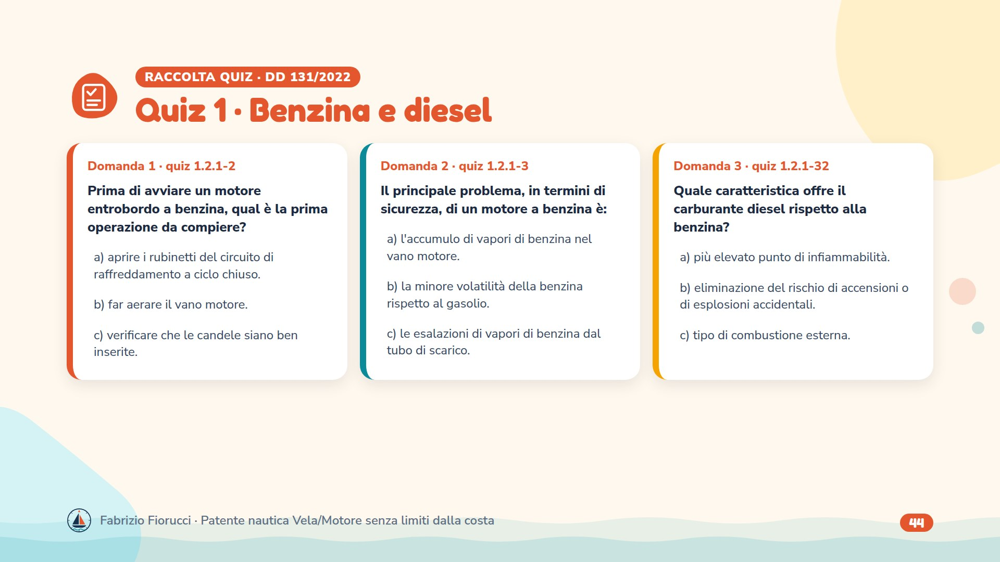 RACCOLTA QUIZ · DD 131/2022
Quiz 1 · Benzina e diesel
Domanda 1 · quiz 1.2.1-2
Prima di avviare un motore
entrobordo a benzina, qual è la prima
operazione da compiere?
a) aprire i rubinetti del circuito di
raffreddamento a ciclo chiuso.
b) far aerare il vano motore.
c) verificare che le candele siano ben
inserite.
Domanda 2 · quiz 1.2.1-3
Il principale problema, in termini di
sicurezza, di un motore a benzina è:
a) l'accumulo di vapori di benzina nel
vano motore.
b) la minore volatilità della benzina
rispetto al gasolio.
c) le esalazioni di vapori di benzina dal
tubo di scarico.
Domanda 3 · quiz 1.2.1-32
Quale caratteristica offre il
carburante diesel rispetto alla
benzina?
a) più elevato punto di infiammabilità.
b) eliminazione del rischio di accensioni o
di esplosioni accidentali.
c) tipo di combustione esterna.
Fabrizio Fiorucci · Patente nautica Vela/Motore senza limiti dalla costa
44